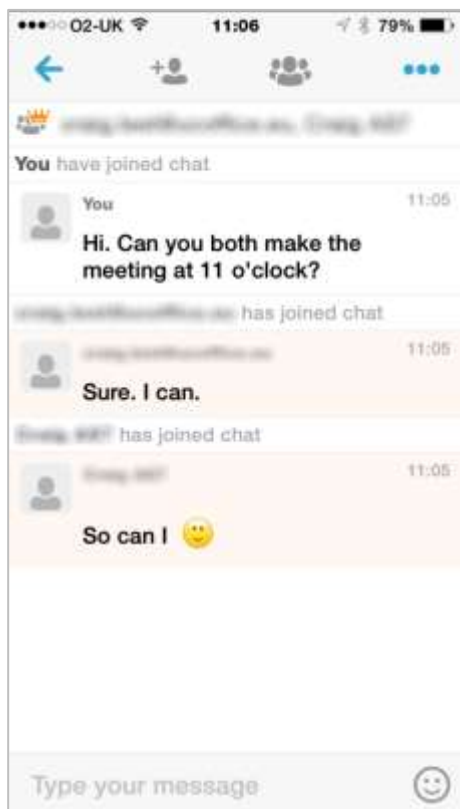 O2-UK 11:06 79%
You have joined chat
You 11:05
Hi. Can you both make the
meeting at 11 o'clock?
has joined chat
11:05
Sure. I can.
has joined chat
11:05
So can I
Type your message